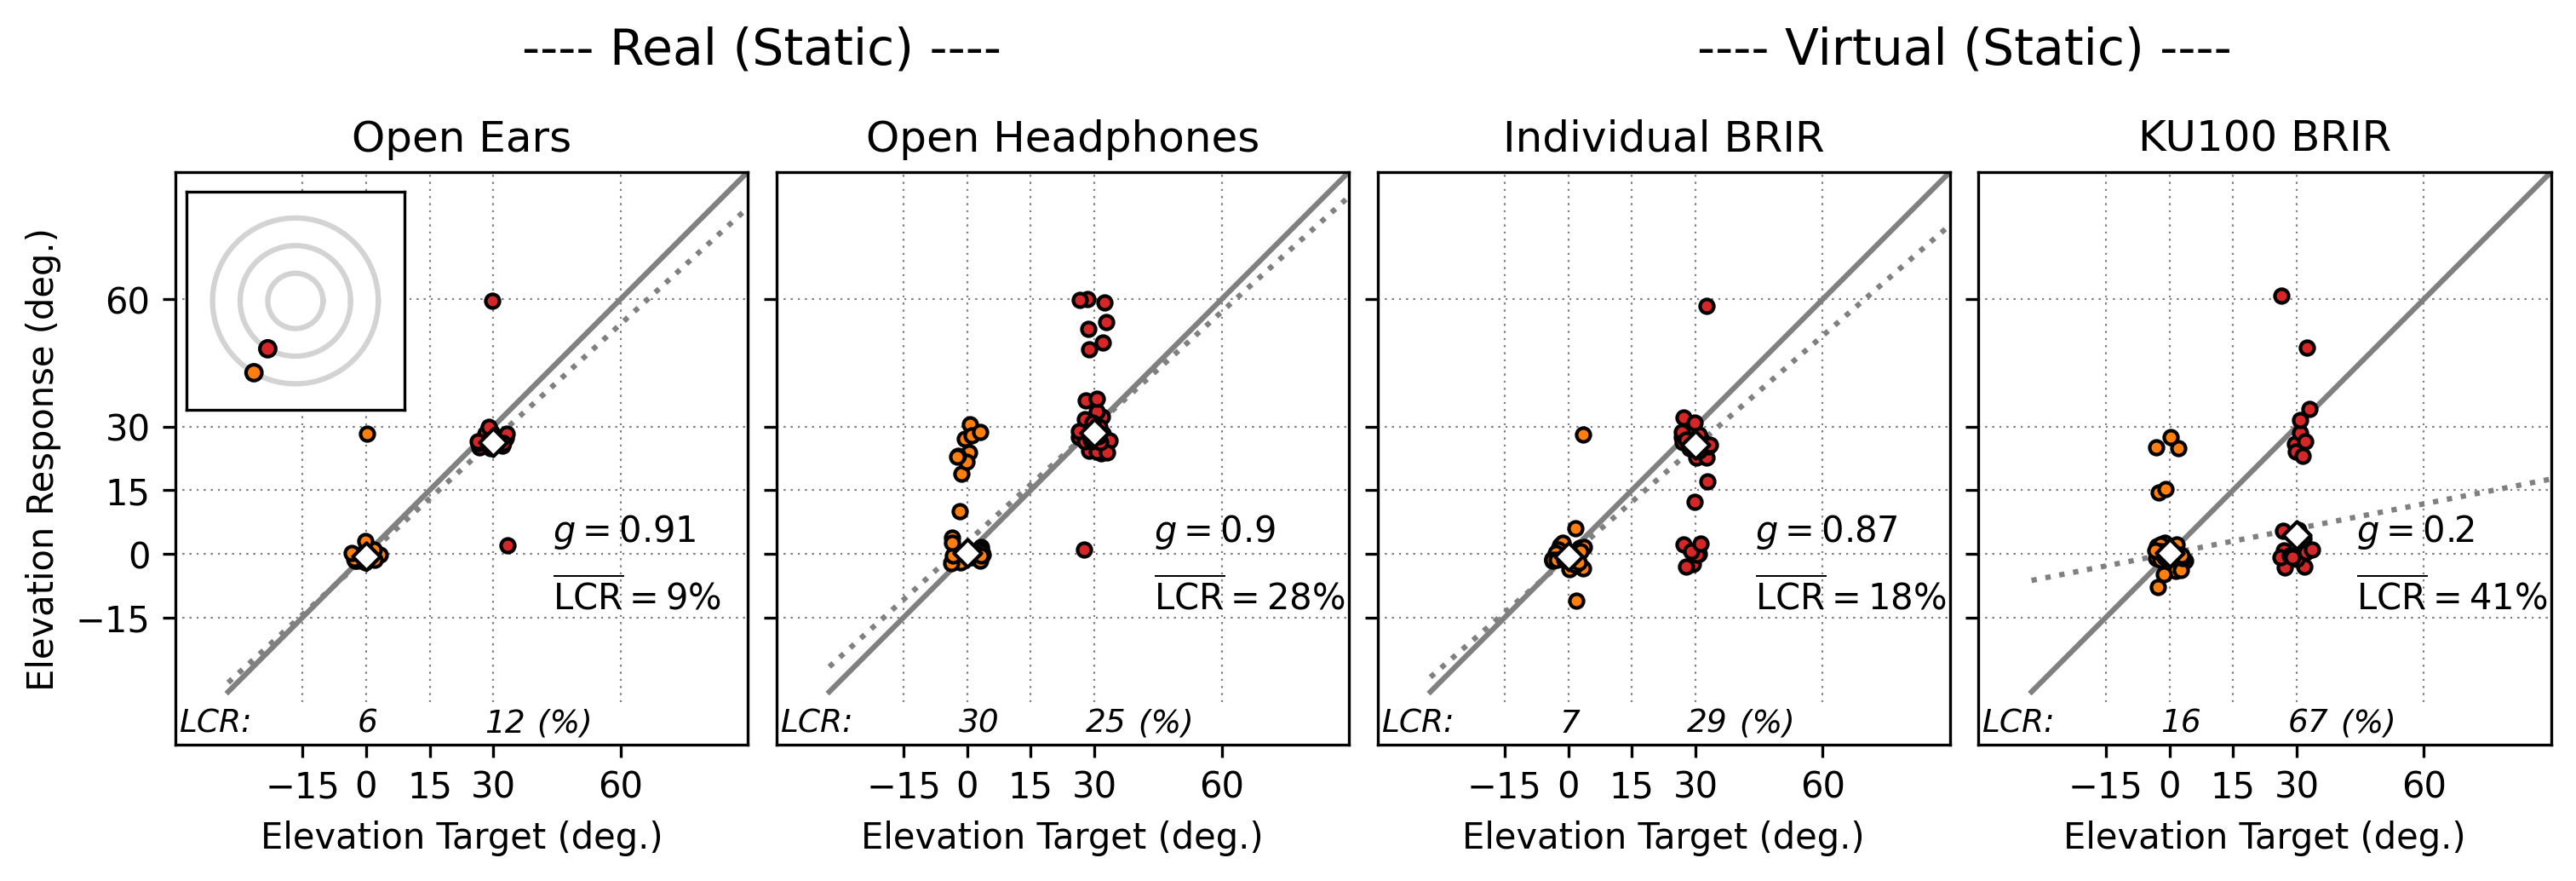 ---- Real (Static) ----
---- Virtual (Static) ----
Open Ears
Open Headphones
Individual BRIR
KU100 BRIR
Elevation Response (deg.)
60
30
15
0
−15
g = 0.91
LCR = 9%
LCR: 6 12 (%)
g = 0.9
LCR = 28%
LCR: 30 25 (%)
g = 0.87
LCR = 18%
LCR: 7 29 (%)
g = 0.2
LCR = 41%
LCR: 16 67 (%)
−15 0 15 30 60
−15 0 15 30 60
−15 0 15 30 60
−15 0 15 30 60
Elevation Target (deg.)
Elevation Target (deg.)
Elevation Target (deg.)
Elevation Target (deg.)